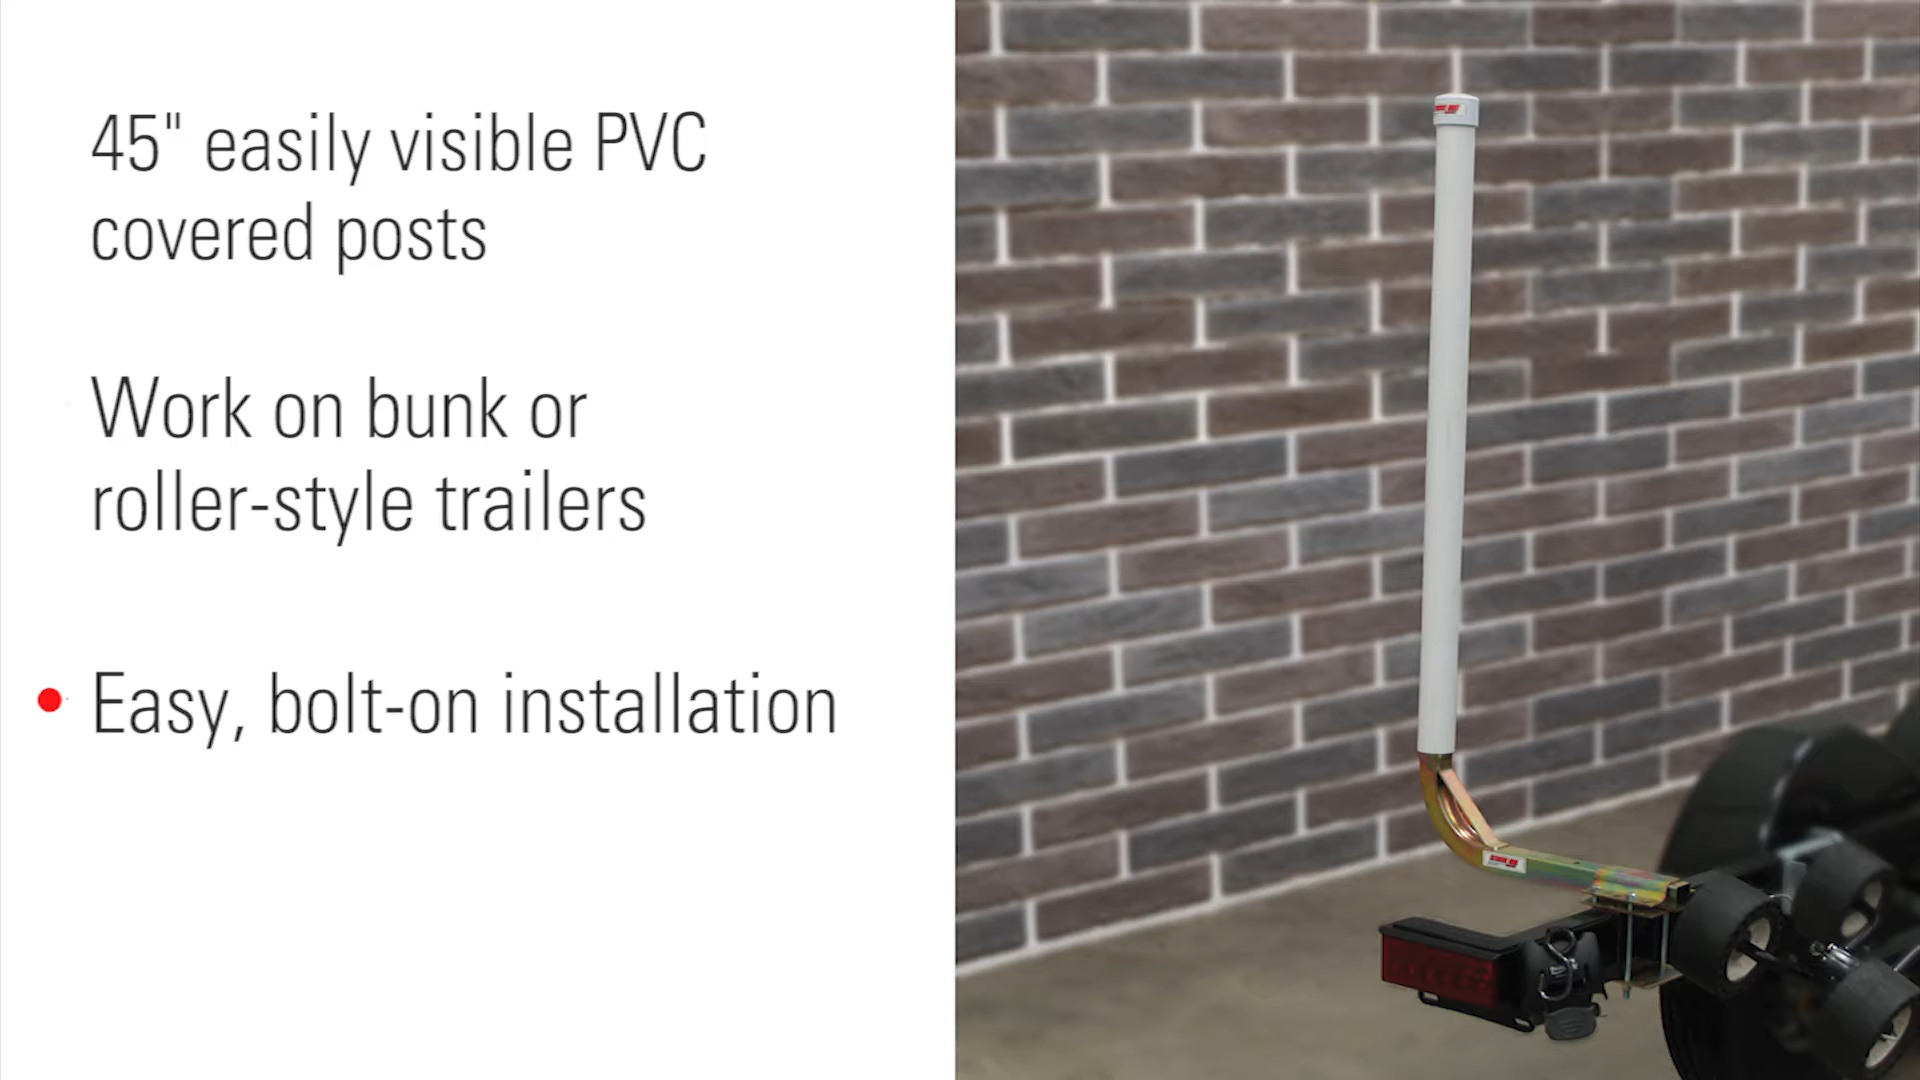 45" easily visible PVC
covered posts
Work on bunk or
roller-style trailers
• Easy, bolt-on installation